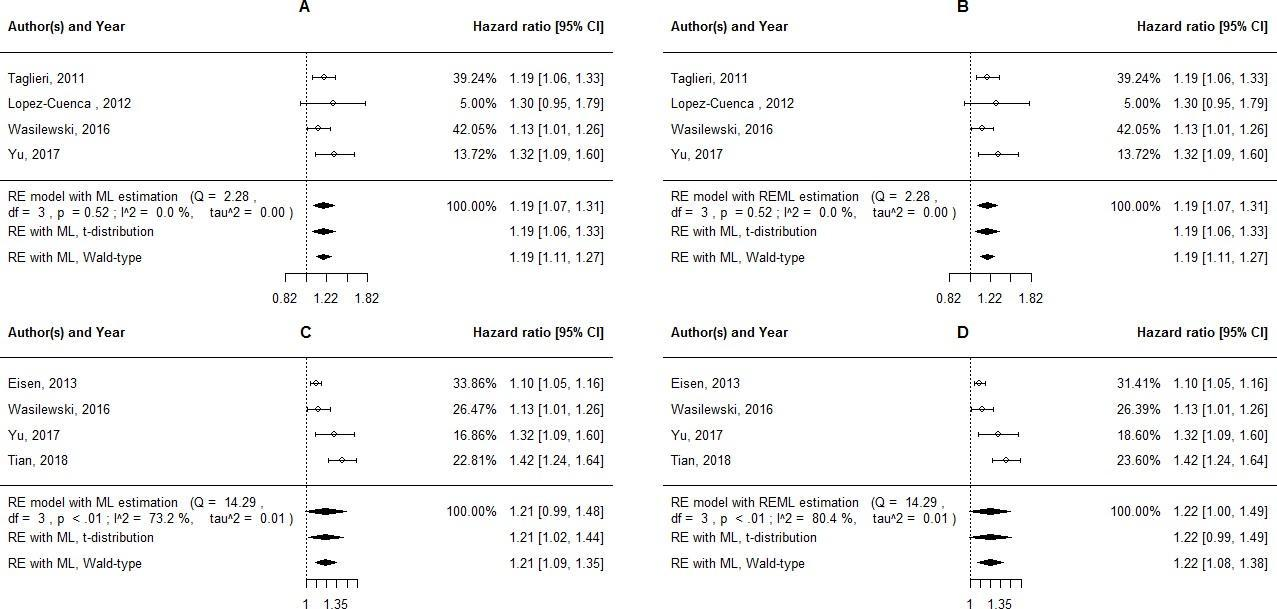 A
Author(s) and Year Hazard ratio [95% CI]
Taglieri, 2011 39.24% 1.19 [1.06, 1.33]
Lopez-Cuenca , 2012 5.00% 1.30 [0.95, 1.79]
Wasilewski, 2016 42.05% 1.13 [1.01, 1.26]
Yu, 2017 13.72% 1.32 [1.09, 1.60]
RE model with ML estimation (Q = 2.28 ,
df = 3 , p = 0.52 ; I^2 = 0.0 %, tau^2 = 0.00 ) 100.00% 1.19 [1.07, 1.31]
RE with ML, t-distribution 1.19 [1.06, 1.33]
RE with ML, Wald-type 1.19 [1.11, 1.27]
0.82 1.22 1.82
B
Author(s) and Year Hazard ratio [95% CI]
Taglieri, 2011 39.24% 1.19 [1.06, 1.33]
Lopez-Cuenca , 2012 5.00% 1.30 [0.95, 1.79]
Wasilewski, 2016 42.05% 1.13 [1.01, 1.26]
Yu, 2017 13.72% 1.32 [1.09, 1.60]
RE model with REML estimation (Q = 2.28 ,
df = 3 , p = 0.52 ; I^2 = 0.0 %, tau^2 = 0.00 ) 100.00% 1.19 [1.07, 1.31]
RE with ML, t-distribution 1.19 [1.06, 1.33]
RE with ML, Wald-type 1.19 [1.11, 1.27]
0.82 1.22 1.82
C
Author(s) and Year Hazard ratio [95% CI]
Eisen, 2013 33.86% 1.10 [1.05, 1.16]
Wasilewski, 2016 26.47% 1.13 [1.01, 1.26]
Yu, 2017 16.86% 1.32 [1.09, 1.60]
Tian, 2018 22.81% 1.42 [1.24, 1.64]
RE model with ML estimation (Q = 14.29 ,
df = 3 , p < .01 ; I^2 = 73.2 %, tau^2 = 0.01 ) 100.00% 1.21 [0.99, 1.48]
RE with ML, t-distribution 1.21 [1.02, 1.44]
RE with ML, Wald-type 1.21 [1.09, 1.35]
1 1.35
D
Author(s) and Year Hazard ratio [95% CI]
Eisen, 2013 31.41% 1.10 [1.05, 1.16]
Wasilewski, 2016 26.39% 1.13 [1.01, 1.26]
Yu, 2017 18.60% 1.32 [1.09, 1.60]
Tian, 2018 23.60% 1.42 [1.24, 1.64]
RE model with REML estimation (Q = 14.29 ,
df = 3 , p < .01 ; I^2 = 80.4 %, tau^2 = 0.01 ) 100.00% 1.22 [1.00, 1.49]
RE with ML, t-distribution 1.22 [0.99, 1.49]
RE with ML, Wald-type 1.22 [1.08, 1.38]
1 1.35